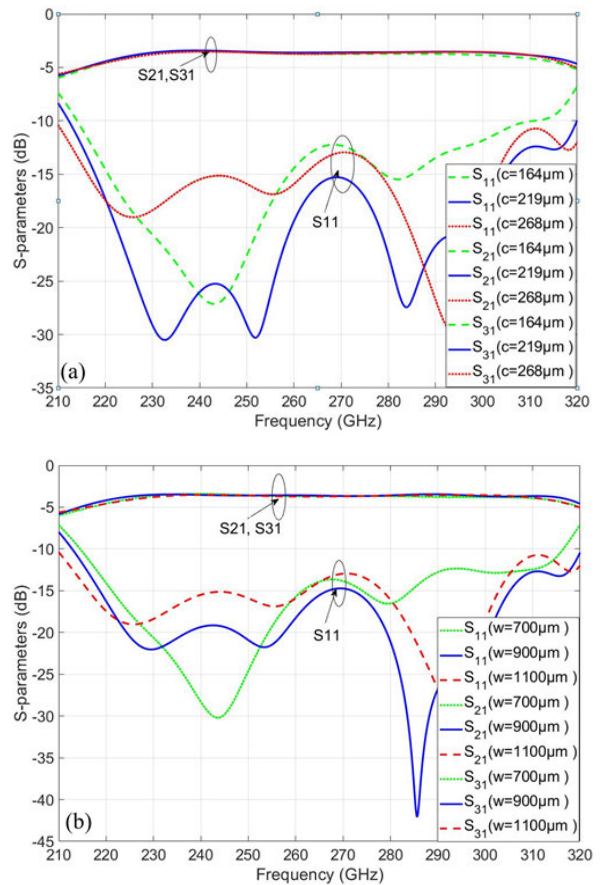 0
-5
-10
-15
-20
-25
-30
-35
S-parameters (dB)
S21,S31
S11
(a)
S11(c=164μm )
S11(c=219μm )
S11(c=268μm )
S21(c=164μm )
S21(c=219μm )
S21(c=268μm )
S31(c=164μm )
S31(c=219μm )
S31(c=268μm )
210 220 230 240 250 260 270 280 290 300 310 320
Frequency (GHz)
0
-5
-10
-15
-20
-25
-30
-35
-40
-45
S-parameters (dB)
S21, S31
S11
(b)
S11(w=700μm )
S11(w=900μm )
S11(w=1100μm )
S21(w=700μm )
S21(w=900μm )
S21(w=1100μm )
S31(w=700μm )
S31(w=900μm )
S31(w=1100μm )
210 220 230 240 250 260 270 280 290 300 310 320
Frequency (GHz)